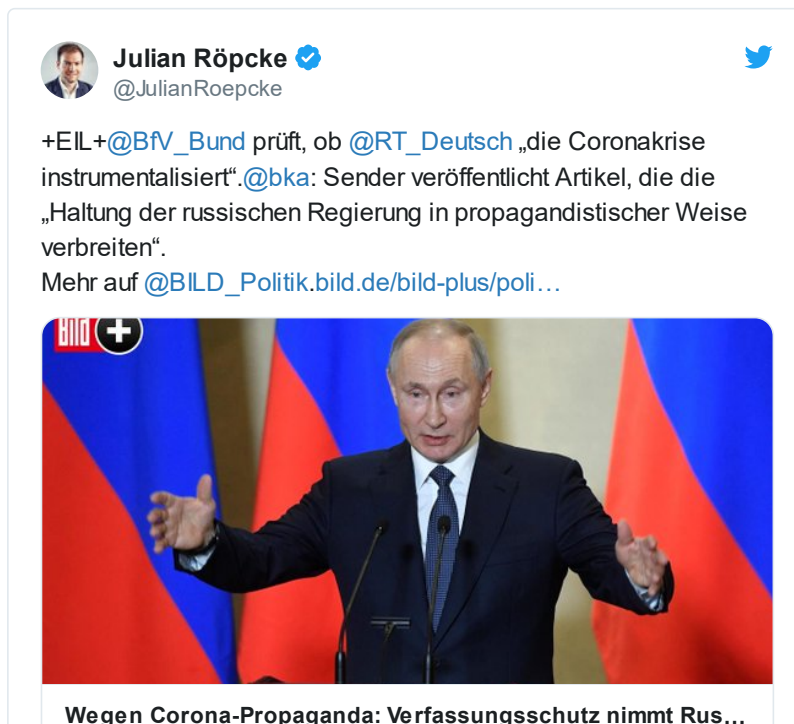 Julian Röpcke
@JulianRoepcke
+EIL+@BfV_Bund prüft, ob @RT_Deutsch „die Coronakrise
instrumentalisiert“.@bka: Sender veröffentlicht Artikel, die die
„Haltung der russischen Regierung in propagandistischer Weise
verbreiten“.
Mehr auf @BILD_Politik.bild.de/bild-plus/poli…
Bild +
Wegen Corona-Propaganda: Verfassungsschutz nimmt Rus…